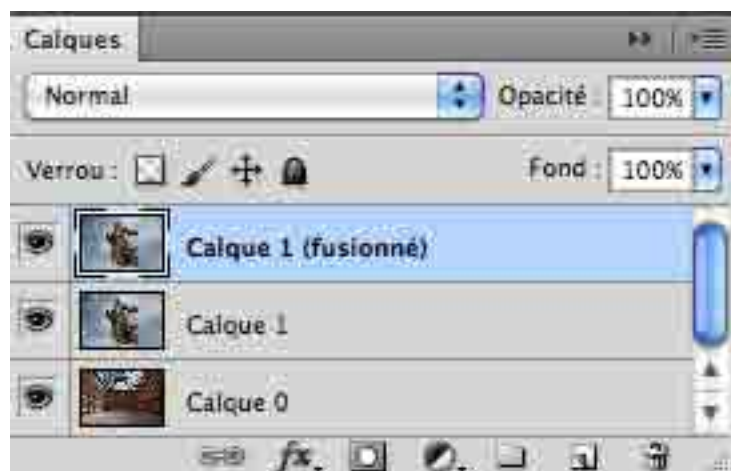 Calques
Normal Opacité : 100%
Verrou : Fond : 100%
Calque 1 (fusionné)
Calque 1
Calque 0
fx.